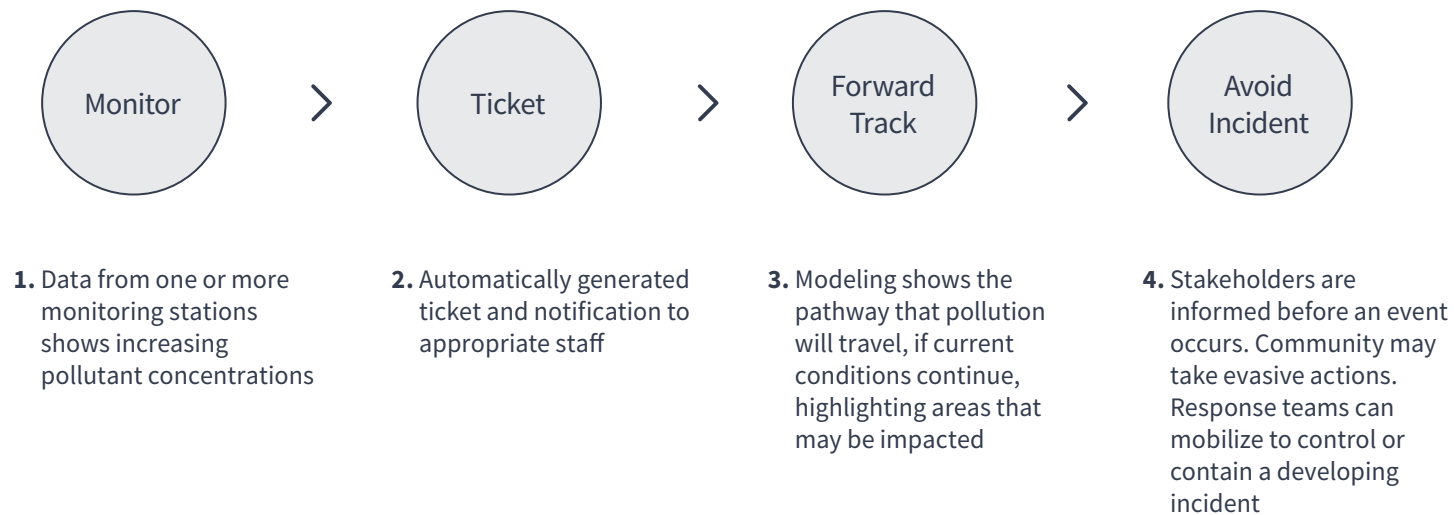 Monitor
Ticket
Forward
Track
Avoid
Incident
1. Data from one or more
monitoring stations
shows increasing
pollutant concentrations
2. Automatically generated
ticket and notification to
appropriate staff
3. Modeling shows the
pathway that pollution
will travel, if current
conditions continue,
highlighting areas that
may be impacted
4. Stakeholders are
informed before an event
occurs. Community may
take evasive actions.
Response teams can
mobilize to control or
contain a developing
incident